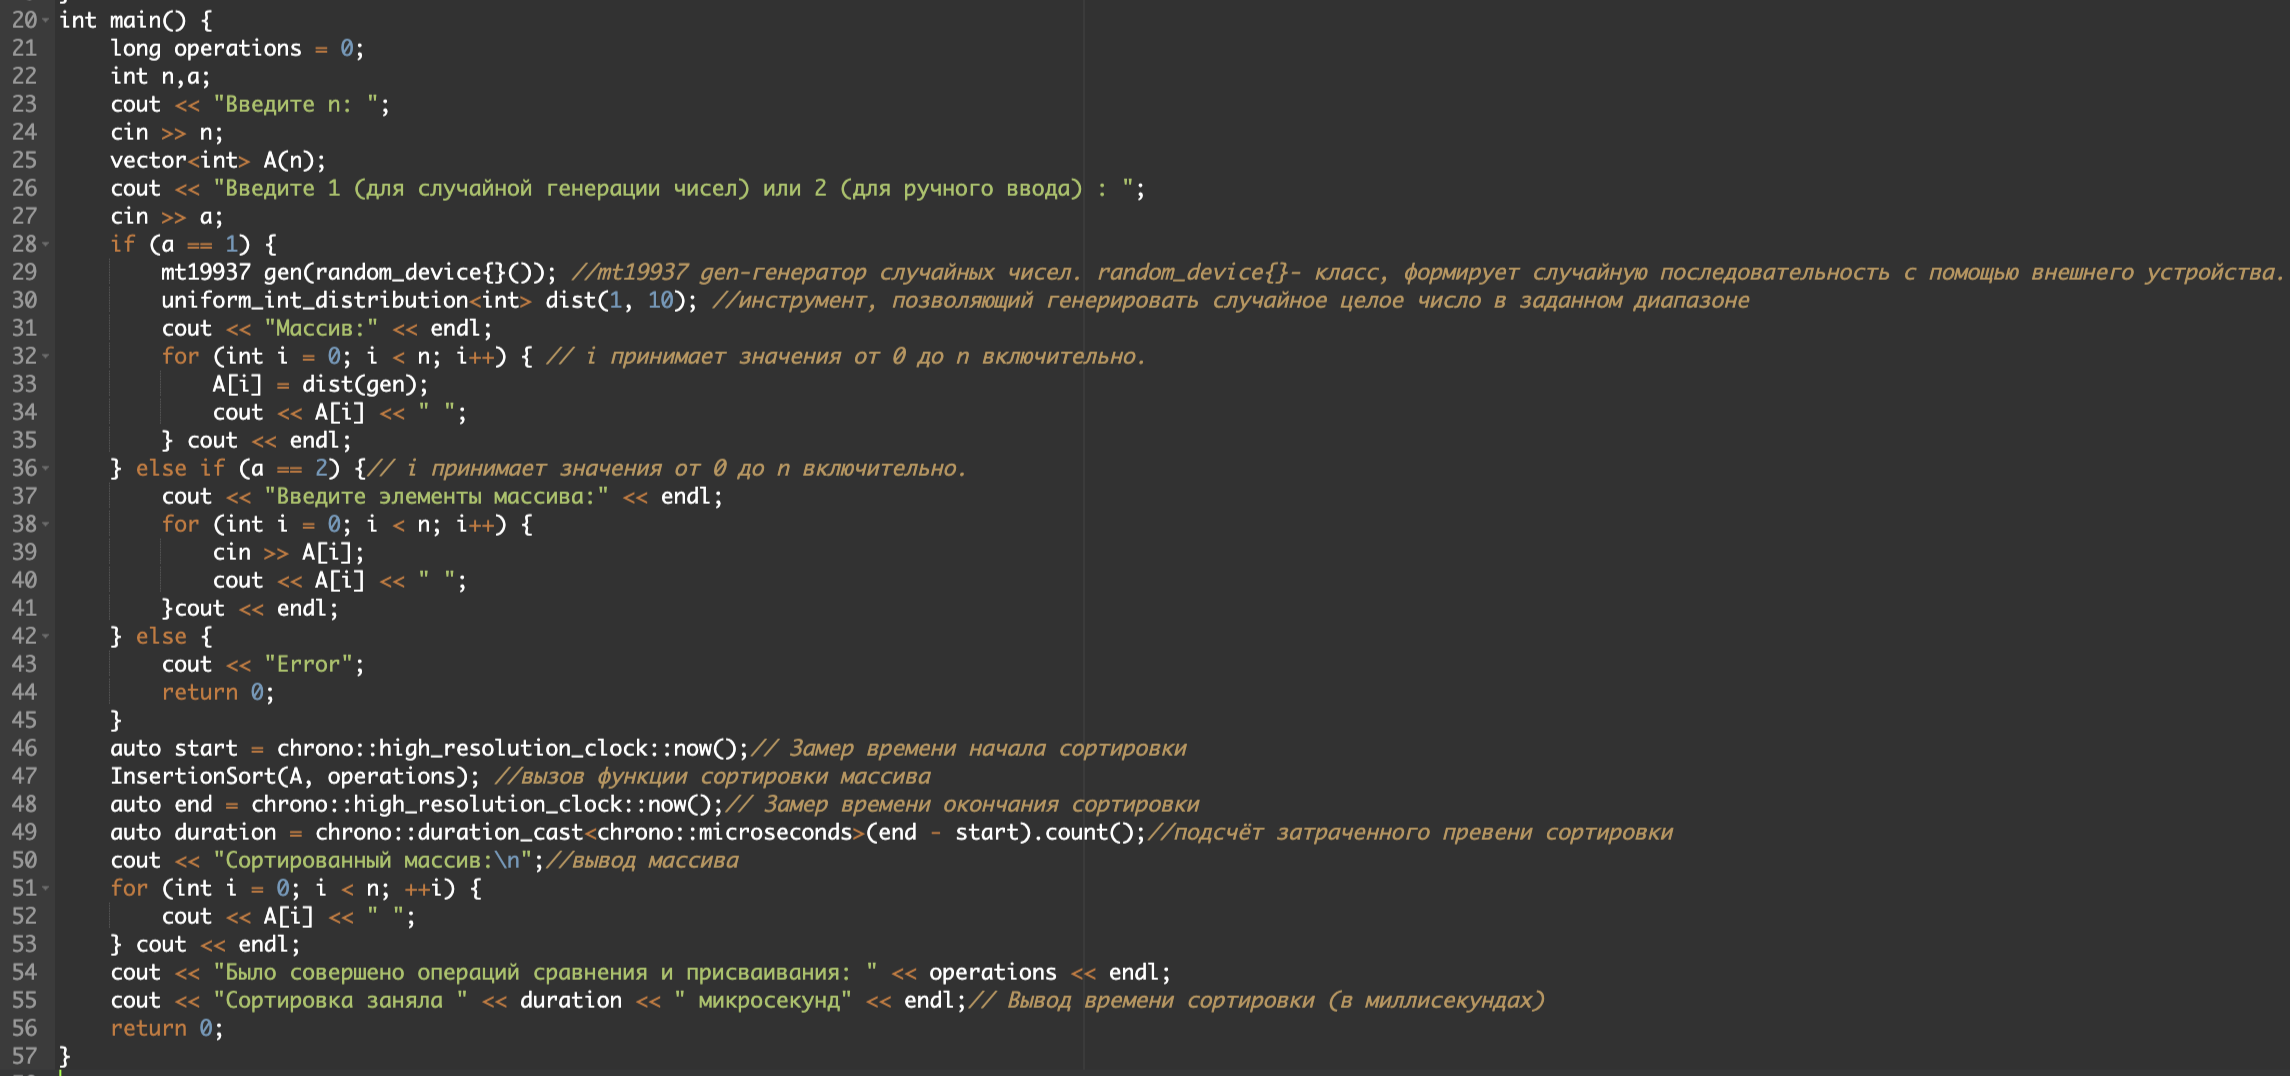 20 int main() {
21 long operations = 0;
22 int n,a;
23 cout << "Введите n: ";
24 cin >> n;
25 vector<int> A(n);
26 cout << "Введите 1 (для случайной генерации чисел) или 2 (для ручного ввода) : ";
27 cin >> a;
28 if (a == 1) {
29 mt19937 gen(random_device{}()); //mt19937 gen-генератор случайных чисел. random_device{}- класс, формирует случайную последовательность с помощью внешнего устройства.
30 uniform_int_distribution<int> dist(1, 10); //инструмент, позволяющий генерировать случайное целое число в заданном диапазоне
31 cout << "Массив:" << endl;
32 for (int i = 0; i < n; i++) { // i принимает значения от 0 до n включительно.
33 A[i] = dist(gen);
34 cout << A[i] << " ";
35 } cout << endl;
36 } else if (a == 2) {// i принимает значения от 0 до n включительно.
37 cout << "Введите элементы массива:" << endl;
38 for (int i = 0; i < n; i++) {
39 cin >> A[i];
40 cout << A[i] << " ";
41 }cout << endl;
42 } else {
43 cout << "Error";
44 return 0;
45 }
46 auto start = chrono::high_resolution_clock::now();// Замер времени начала сортировки
47 InsertionSort(A, operations); //вызов функции сортировки массива
48 auto end = chrono::high_resolution_clock::now();// Замер времени окончания сортировки
49 auto duration = chrono::duration_cast<chrono::microseconds>(end - start).count();//подсчёт затраченного превени сортировки
50 cout << "Сортированный массив:\n";//вывод массива
51 for (int i = 0; i < n; ++i) {
52 cout << A[i] << " ";
53 } cout << endl;
54 cout << "Было совершено операций сравнения и присваивания: " << operations << endl;
55 cout << "Сортировка заняла " << duration << " микросекунд" << endl;// Вывод времени сортировки (в миллисекундах)
56 return 0;
57 }